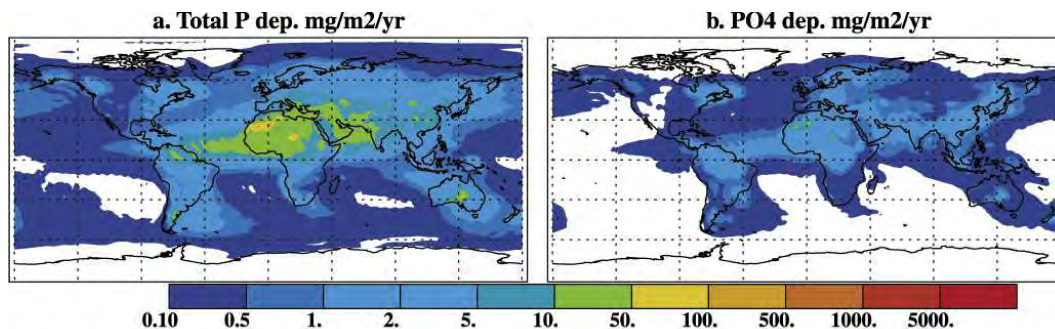 a. Total P dep. mg/m2/yr
b. PO4 dep. mg/m2/yr
0.10 0.5 1. 2. 5. 10. 50. 100. 500. 1000. 5000.